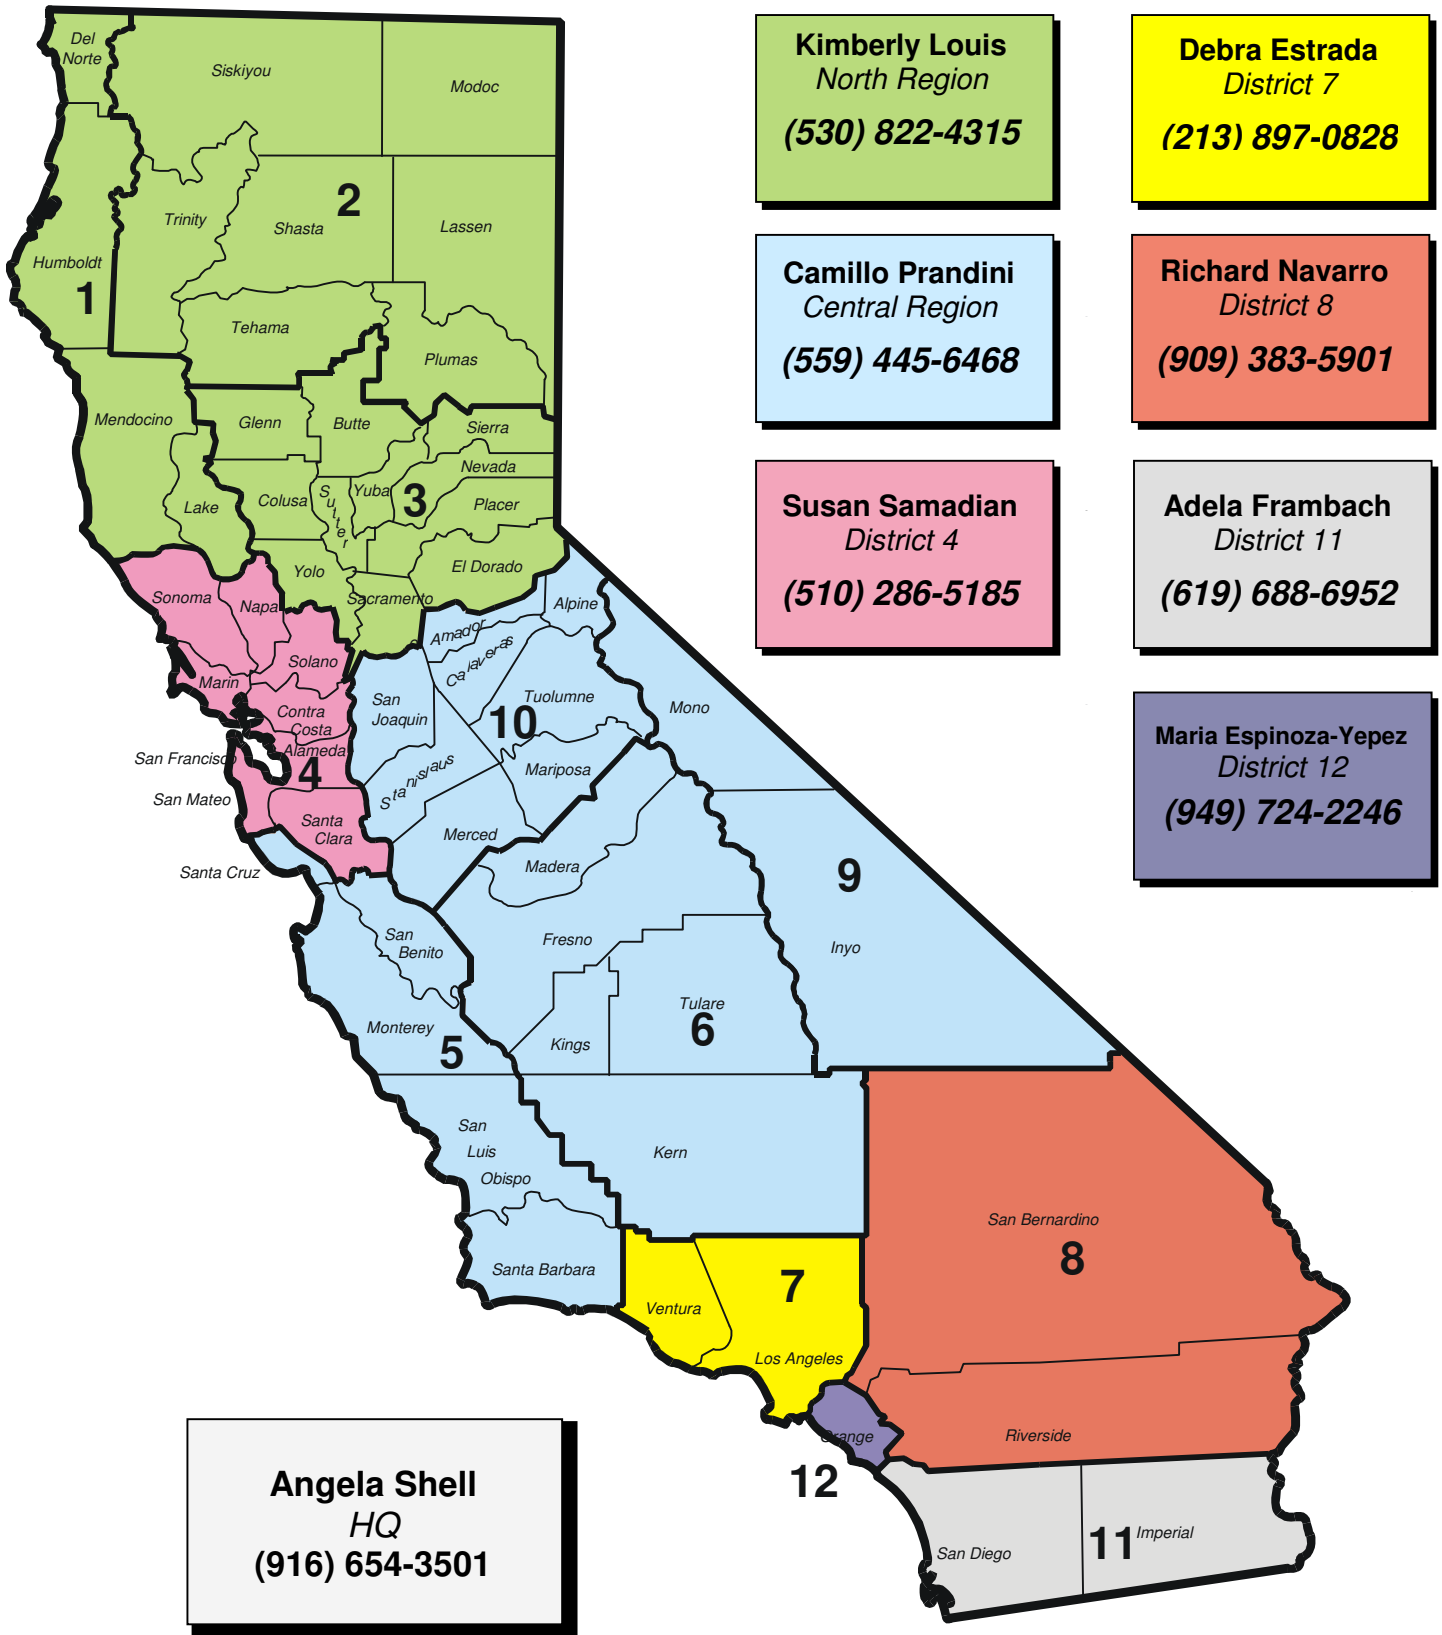 Del
Norte
Siskiyou
Modoc
Trinity
2
Shasta
Lassen
Humboldt
1
Tehama
Plumas
Mendocino
Glenn
Butte
Sierra
Nevada
Lake
Colusa
Sutter
Yuba
3
Placer
Yolo
El Dorado
Sacramento
Sonoma
Napa
Solano
Marin
Contra
Costa
Alameda
San Francisco
4
San Mateo
Santa
Clara
Santa Cruz
Alpine
Amador
Calaveras
San
Joaquin
Tuolumne
10
Mono
Stanislaus
Mariposa
Merced
Madera
9
San
Benito
Fresno
Inyo
Monterey
5
Kings
Tulare
6
San
Luis
Obispo
Kern
Santa Barbara
Ventura
7
Los Angeles
San Bernardino
8
Orange
12
Riverside
San Diego
11
Imperial
Kimberly Louis
North Region
(530) 822-4315
Debra Estrada
District 7
(213) 897-0828
Camillo Prandini
Central Region
(559) 445-6468
Richard Navarro
District 8
(909) 383-5901
Susan Samadian
District 4
(510) 286-5185
Adela Frambach
District 11
(619) 688-6952
Maria Espinoza-Yepez
District 12
(949) 724-2246
Angela Shell
HQ
(916) 654-3501